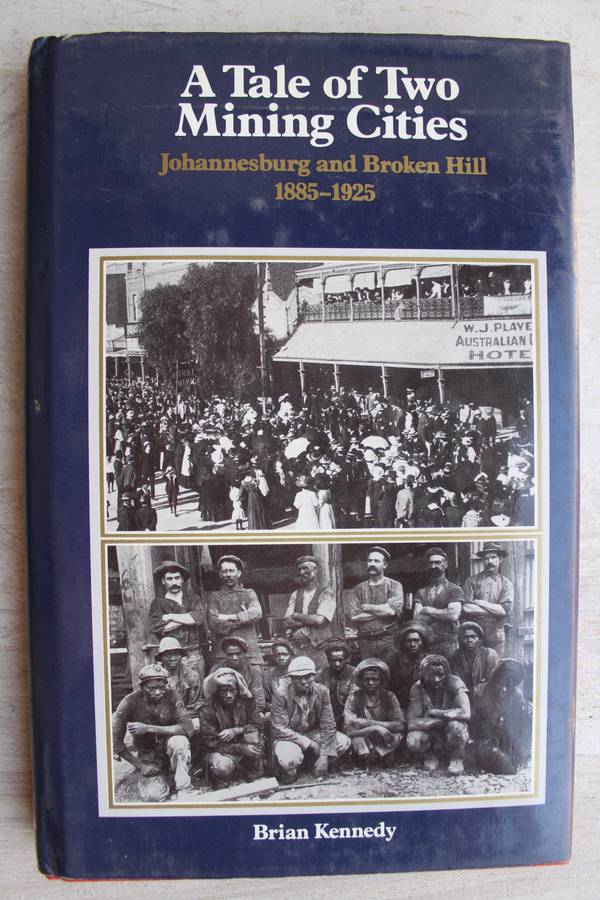 A Tale of Two
Mining Cities
Johannesburg and Broken Hill
1885–1925
W.J. PLAYE
AUSTRALIAN
HOTE
Brian Kennedy